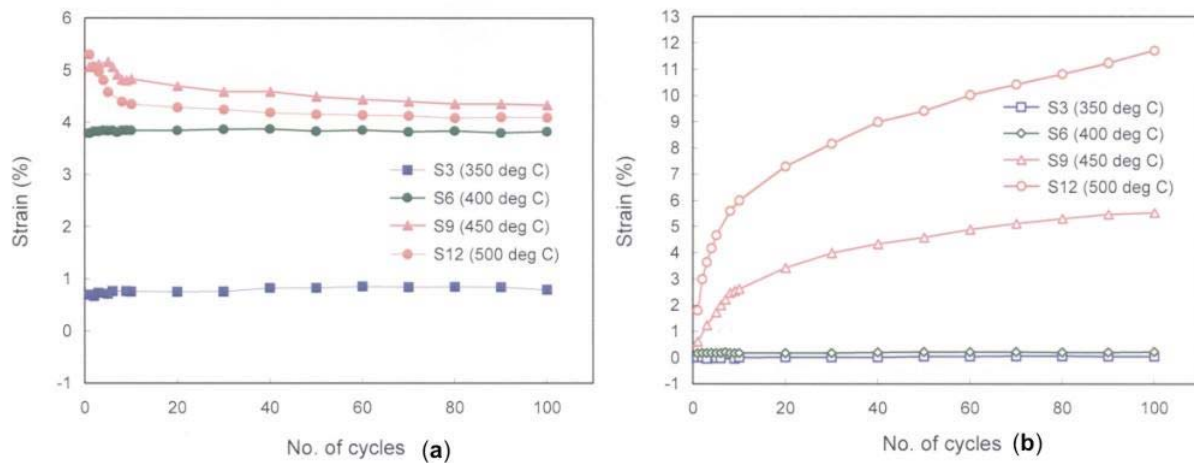 6
5
4
3
2
1
0
-1
Strain (%)
S3 (350 deg C)
S6 (400 deg C)
S9 (450 deg C)
S12 (500 deg C)
0 20 40 60 80 100
No. of cycles (a)
13
12
11
10
9
8
7
6
5
4
3
2
1
0
-1
Strain (%)
S3 (350 deg C)
S6 (400 deg C)
S9 (450 deg C)
S12 (500 deg C)
0 20 40 60 80 100
No. of cycles (b)